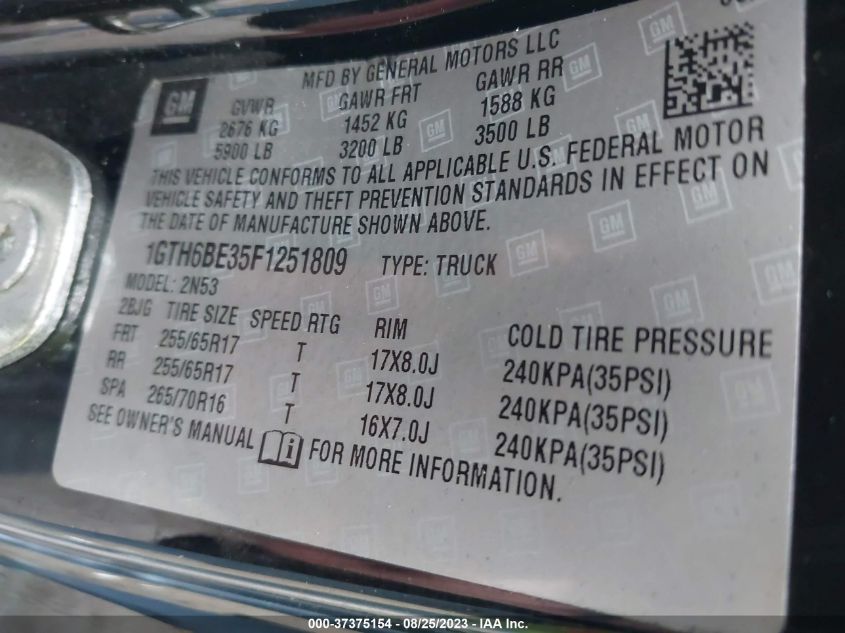 MFD BY GENERAL MOTORS LLC
GM
GVWR GAWR FRT GAWR RR
2676 KG 1452 KG 1588 KG
5900 LB 3200 LB 3500 LB
THIS VEHICLE CONFORMS TO ALL APPLICABLE U.S. FEDERAL MOTOR
VEHICLE SAFETY AND THEFT PREVENTION STANDARDS IN EFFECT ON
THE DATE OF MANUFACTURE SHOWN ABOVE.
1GTH6BE35F1251809 TYPE: TRUCK
MODEL: 2N53
2BJG TIRE SIZE SPEED RTG RIM COLD TIRE PRESSURE
FRT 255/65R17 T 17X8.0J 240KPA(35PSI)
RR 255/65R17 T 17X8.0J 240KPA(35PSI)
SPA 265/70R16 T 16X7.0J 240KPA(35PSI)
SEE OWNER'S MANUAL FOR MORE INFORMATION.
000-37375154 - 08/25/2023 - IAA Inc.